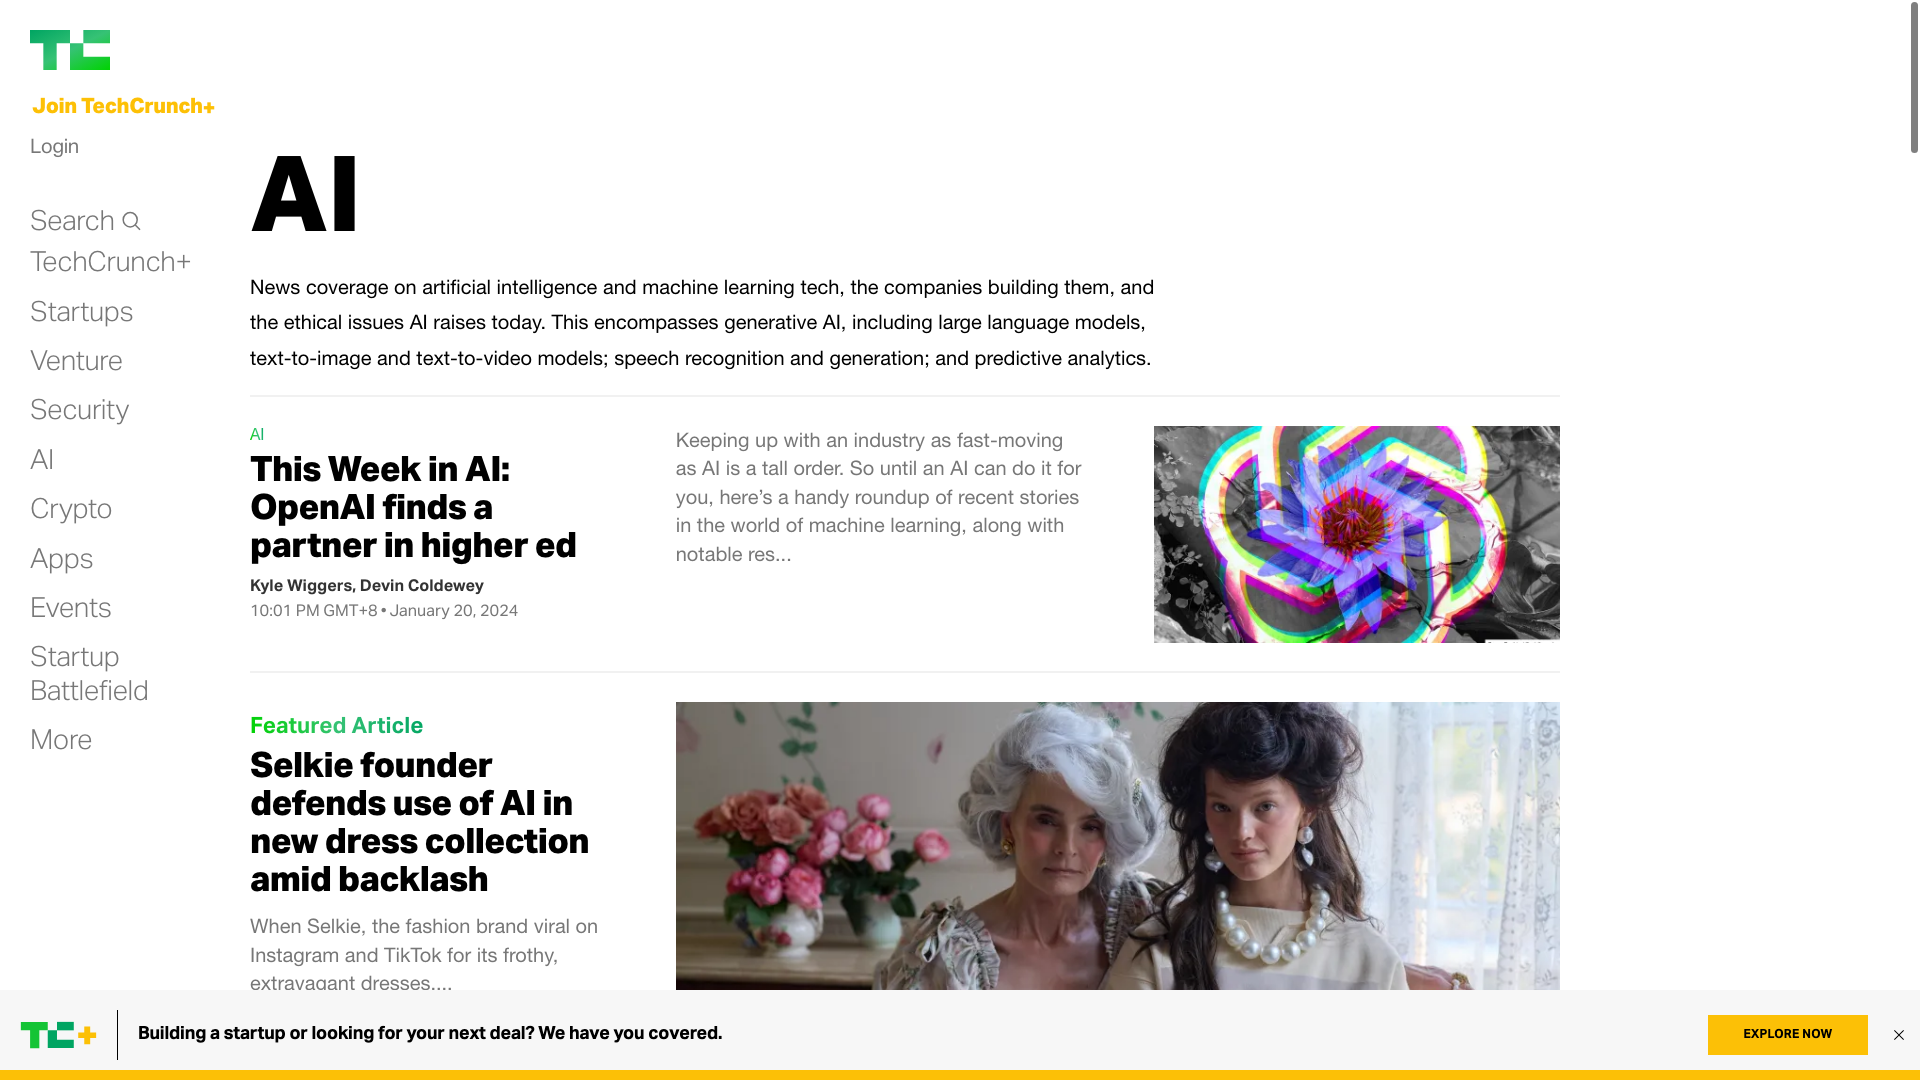 TC
Join TechCrunch+
Login
Search
TechCrunch+
Startups
Venture
Security
AI
Crypto
Apps
Events
Startup
Battlefield
More
AI
News coverage on artificial intelligence and machine learning tech, the companies building them, and
the ethical issues AI raises today. This encompasses generative AI, including large language models,
text-to-image and text-to-video models; speech recognition and generation; and predictive analytics.
AI
This Week in AI:
OpenAI finds a
partner in higher ed
Kyle Wiggers, Devin Coldewey
10:01 PM GMT+8 • January 20, 2024
Keeping up with an industry as fast-moving
as AI is a tall order. So until an AI can do it for
you, here’s a handy roundup of recent stories
in the world of machine learning, along with
notable res...
Featured Article
Selkie founder
defends use of AI in
new dress collection
amid backlash
When Selkie, the fashion brand viral on
Instagram and TikTok for its frothy,
extravagant dresses....
TC+
Building a startup or looking for your next deal? We have you covered.
EXPLORE NOW